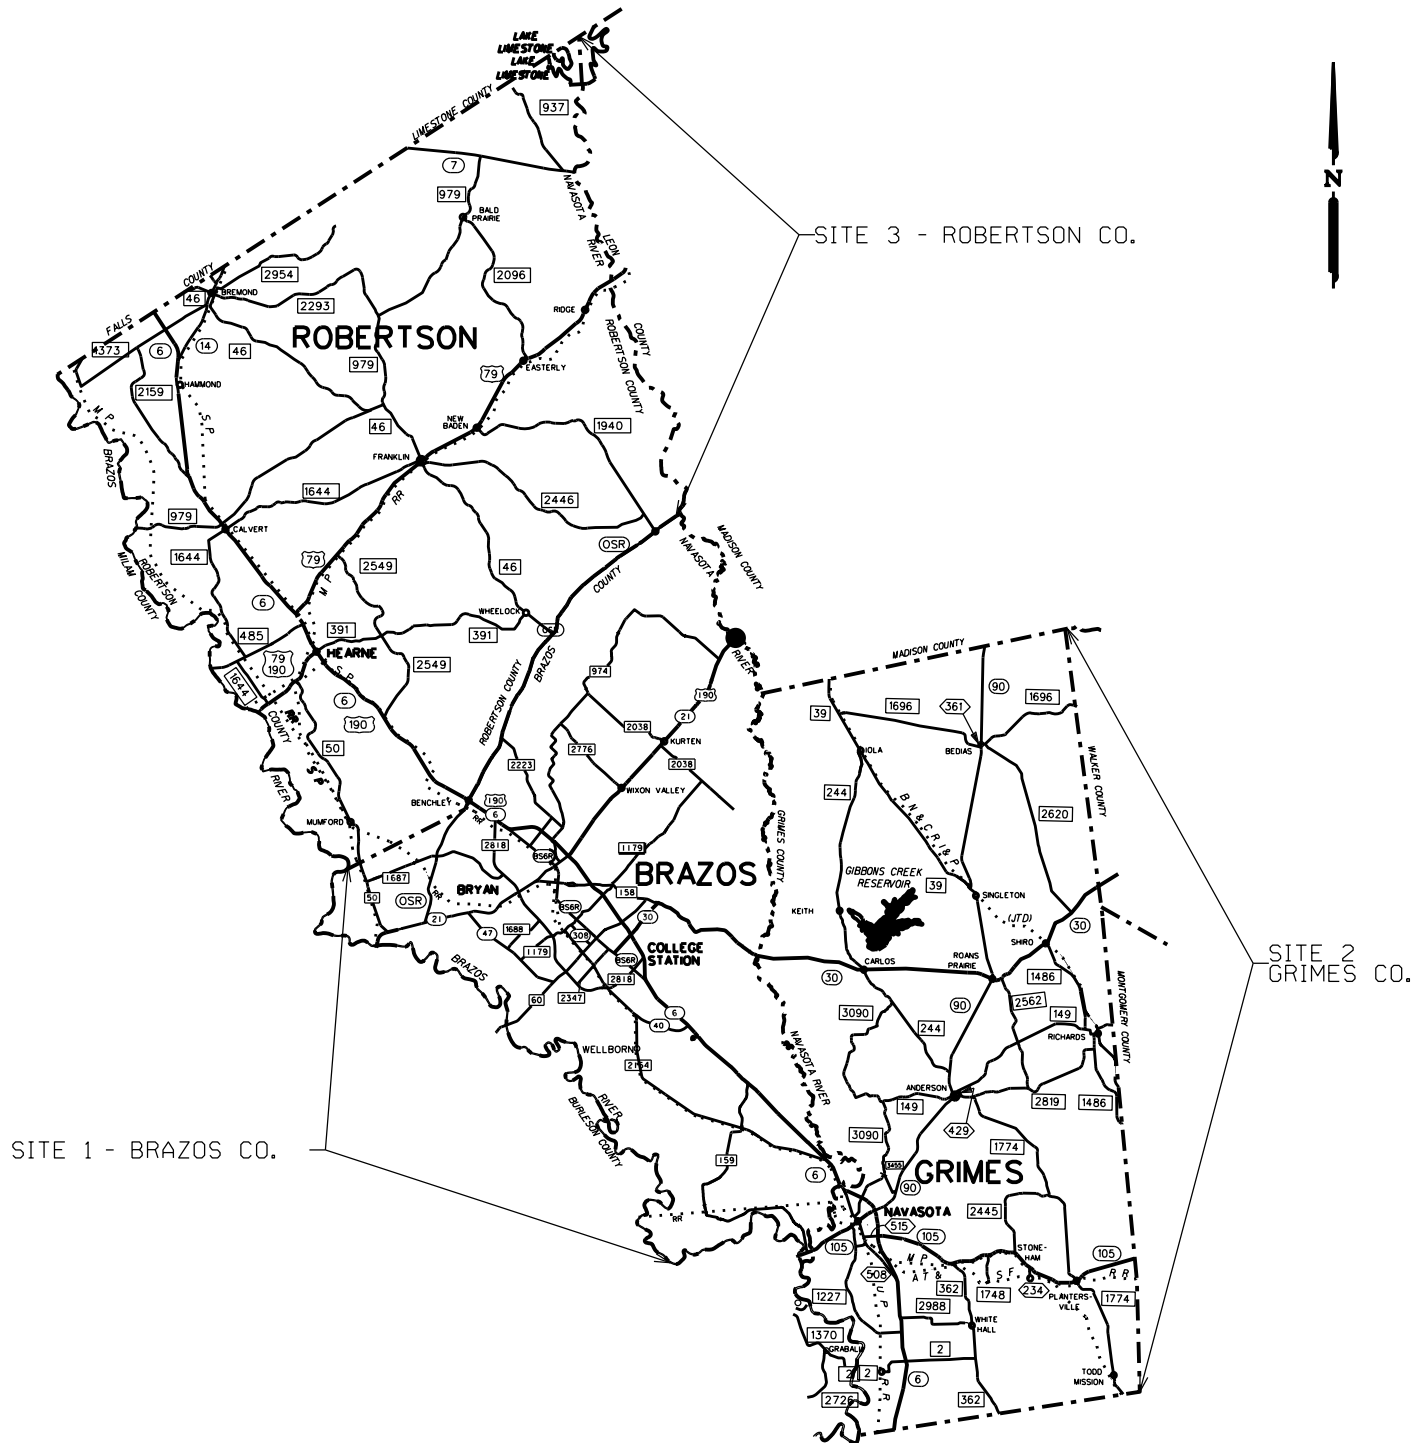 LAKE
LIMESTONE
LAKE
LIMESTONE
937
LIMESTONE COUNTY
7
979
NAVASOTA
RIVER
LEON
BALD
PRAIRIE
N
SITE 3 - ROBERTSON CO.
COUNTY
2954
2096
46
BREMOND
2293
RIDGE
FALLS
ROBERTSON
COUNTY
ROBERTSON COUNTY
4373
6
14
46
979
79
EASTERLY
HAMMOND
2159
M P
S P
NEW
BADEN
46
1940
FRANKLIN
BRAZOS
1644
RR
2446
979
CALVERT
OSR
MADISON COUNTY
NAVASOTA
1644
79
2549
46
MILAM
COUNTY
ROBERTSON
M P
COUNTY
6
WHEELOCK
485
391
391
HEARNE
79
190
S P
2549
1644
6
190
ROBERTSON COUNTY
BRAZOS
974
RIVER
MADISON COUNTY
90
190
21
COUNTY
RR
50
S P
RIVER
2038
KURTEN
2776
2038
2223
39
1696
361
1696
IOLA
BEDIAS
WALKER COUNTY
WIXON VALLEY
BENCHLEY
190
6
RR
244
BN&CRI&P
GRIMES COUNTY
2620
MUMFORD
2818
BS6R
1179
BRAZOS
GIBBONS CREEK
RESERVOIR
39
1687
BRYAN
158
50
OSR
RR
21
BS6R
30
KEITH
SINGLETON
(JTD)
30
47
1688
308
COLLEGE
STATION
1179
BS6R
2818
SHIRO
ROANS
PRAIRIE
CARLOS
30
SITE 2
GRIMES CO.
BRAZOS
60
2347
6
40
3090
90
2562
1486
149
MONTGOMERY COUNTY
244
RICHARDS
WELLBORN
2154
NAVASOTA RIVER
ANDERSON
149
2819
1486
RIVER
BURLESON COUNTY
429
3090
1774
SITE 1 - BRAZOS CO.
159
6
GRIMES
90
2445
RR
NAVASOTA
515
105
105
STONE-
HAM
105
M P
AT &
S F
R R
508
362
1748
234
PLANTERS-
VILLE
1774
1227
U P
2988
WHITE
HALL
1370
2
2
2
R R
6
TODD
MISSION
2726
362